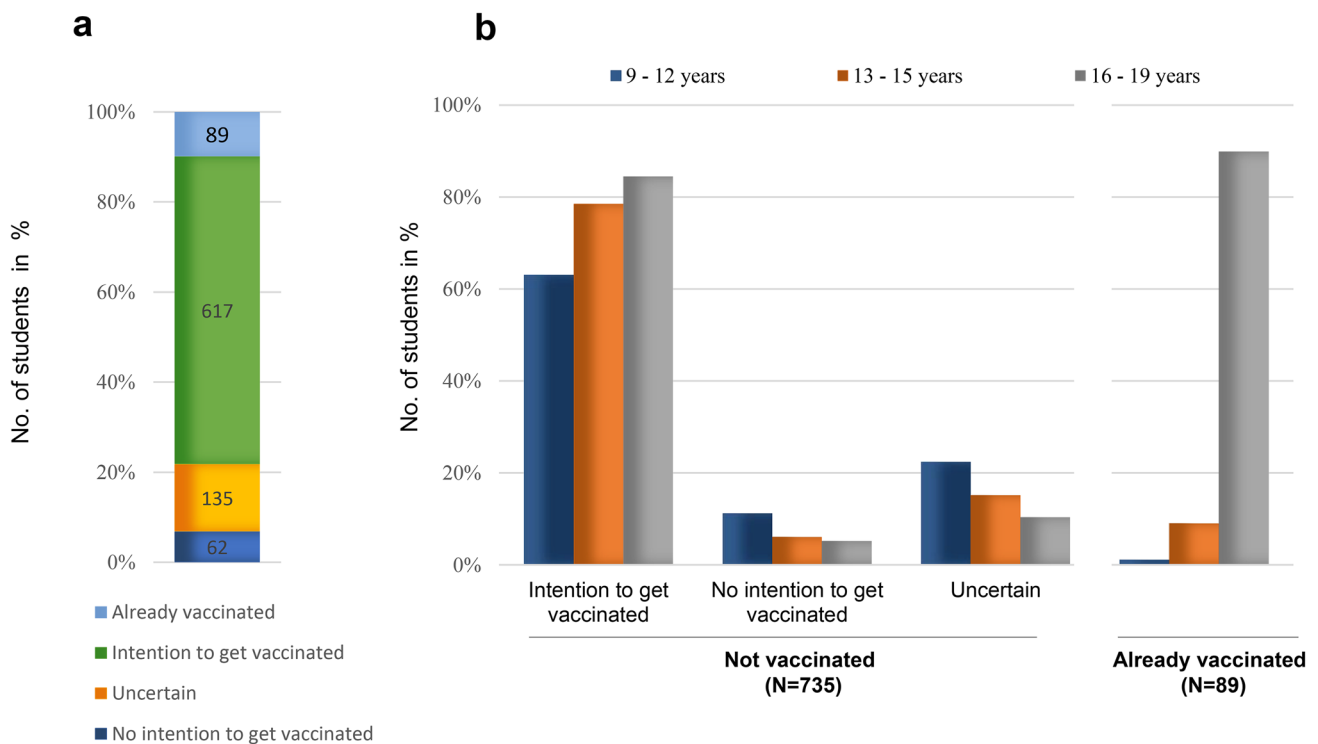 a
No. of students in %
100%
80%
60%
40%
20%
0%
89
617
135
62
Already vaccinated
Intention to get vaccinated
Uncertain
No intention to get vaccinated
b
9 - 12 years
13 - 15 years
16 - 19 years
No. of students in %
100%
80%
60%
40%
20%
0%
Intention to get
vaccinated
No intention to get
vaccinated
Uncertain
Not vaccinated
(N=735)
Already vaccinated
(N=89)